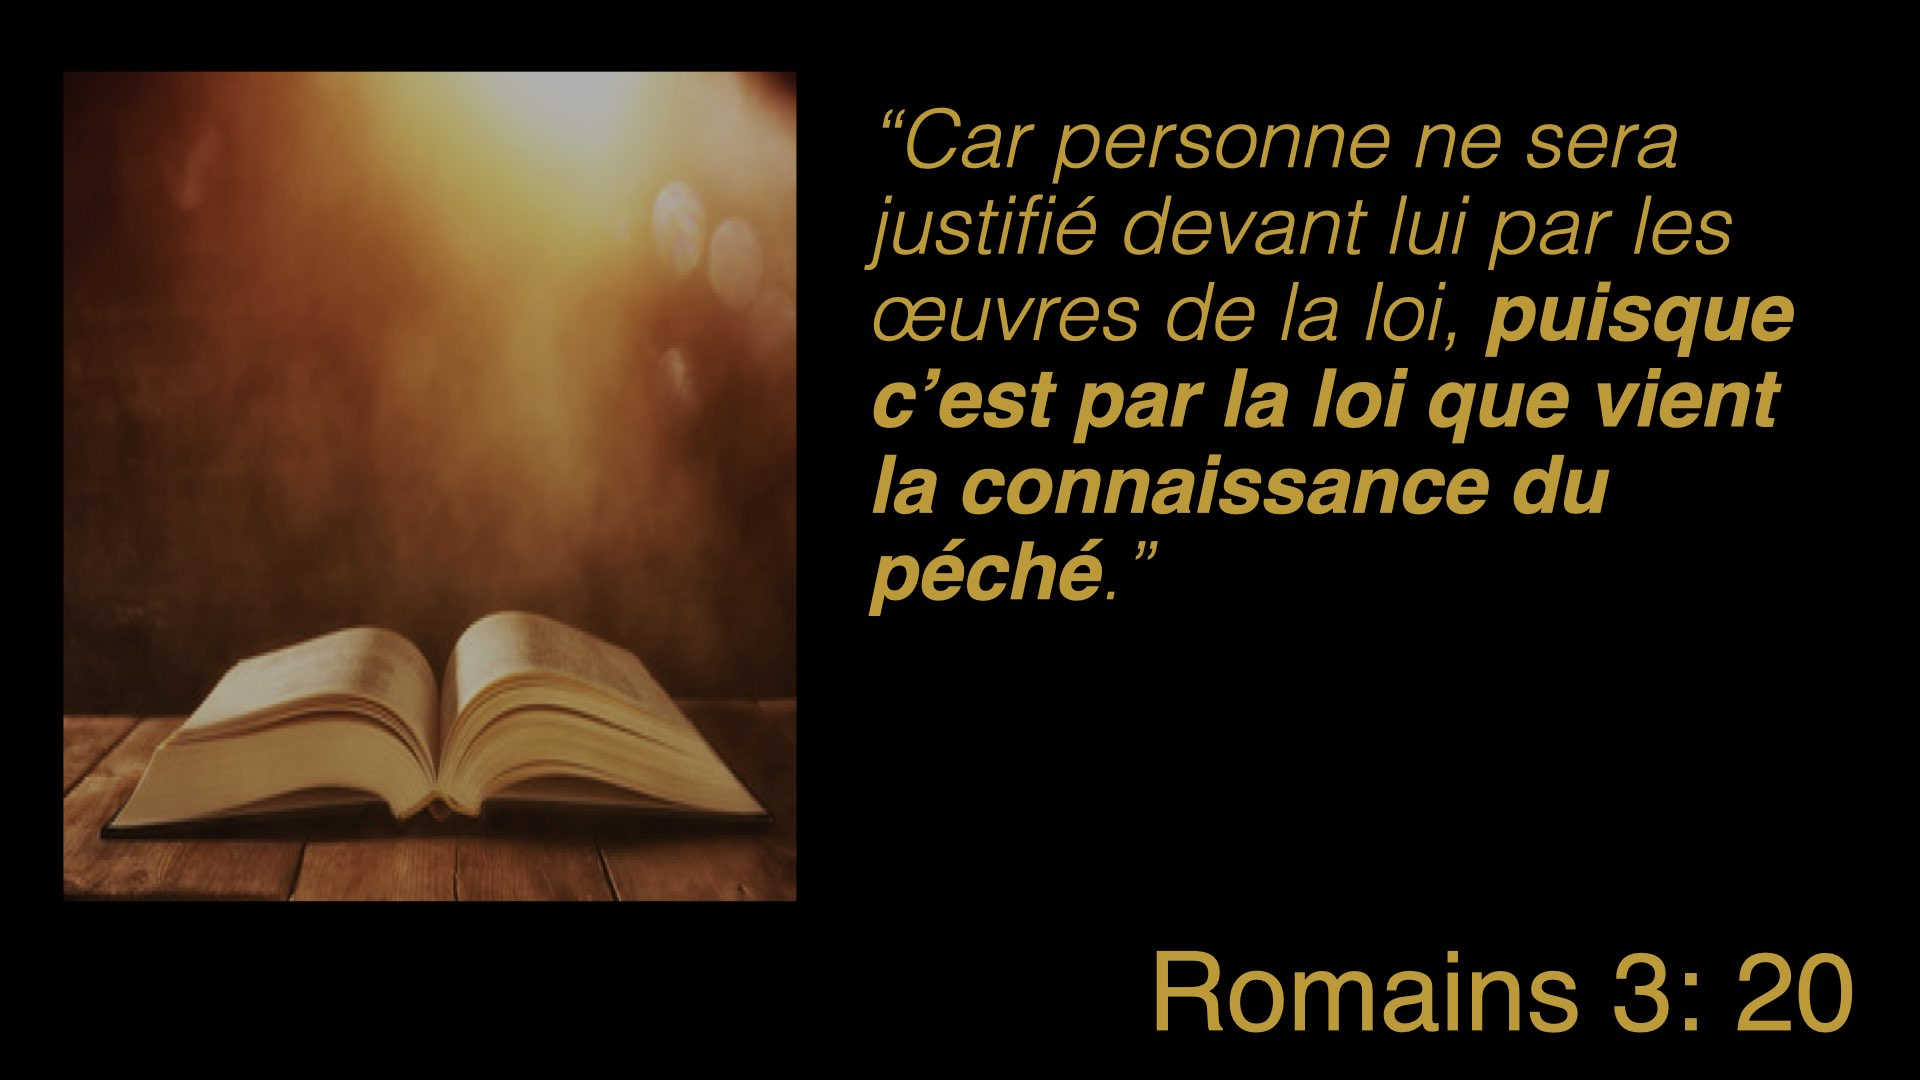 “Car personne ne sera
justifié devant lui par les
œuvres de la loi, puisque
c’est par la loi que vient
la connaissance du
péché.”
Romains 3: 20